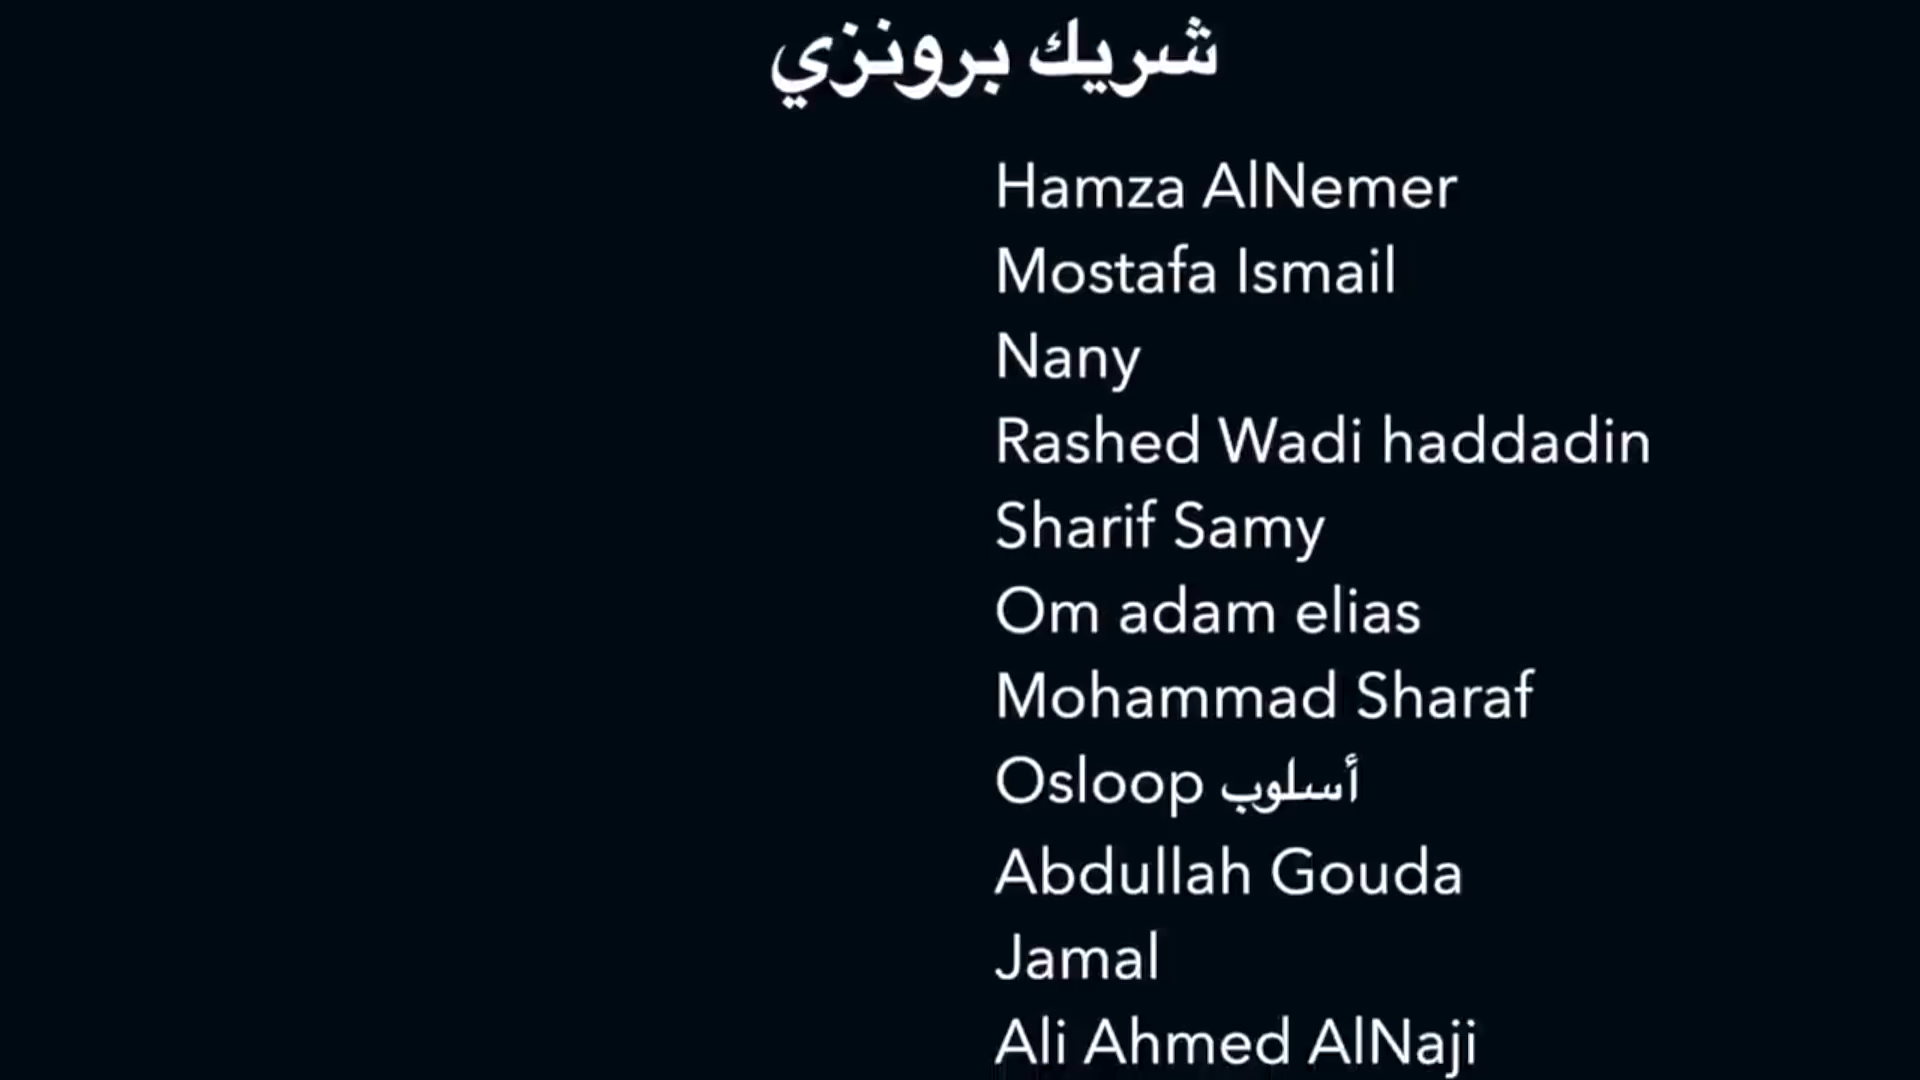 شريك برونزي
Hamza AlNemer
Mostafa Ismail
Nany
Rashed Wadi haddadin
Sharif Samy
Om adam elias
Mohammad Sharaf
Osloop أسلوب
Abdullah Gouda
Jamal
Ali Ahmed AlNaji